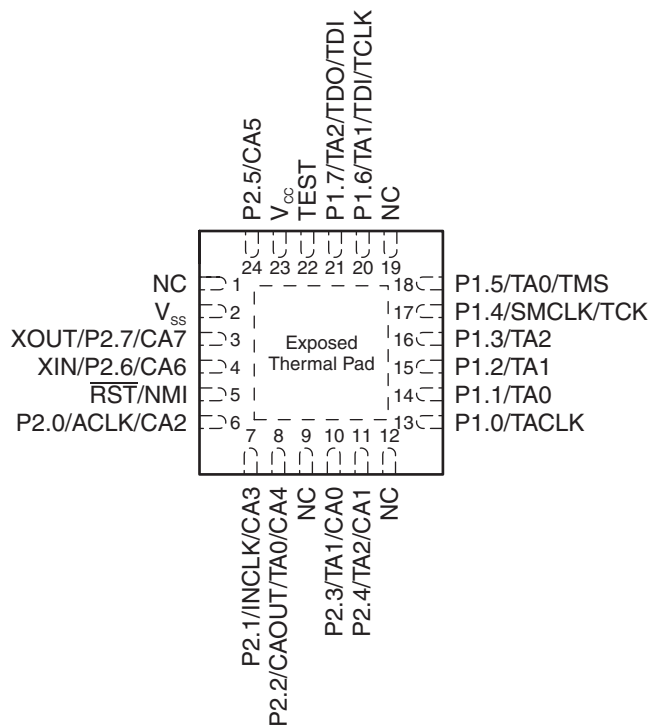 P2.5/CA5
VCC
TEST
P1.7/TA2/TDO/TDI
P1.6/TA1/TDI/TCLK
NC
24 23 22 21 20 19
NC 1
VSS 2
XOUT/P2.7/CA7 3
XIN/P2.6/CA6 4
RST/NMI 5
P2.0/ACLK/CA2 6
Exposed
Thermal Pad
18 P1.5/TA0/TMS
17 P1.4/SMCLK/TCK
16 P1.3/TA2
15 P1.2/TA1
14 P1.1/TA0
13 P1.0/TACLK
7 8 9 10 11 12
P2.1/INCLK/CA3
P2.2/CAOUT/TA0/CA4
NC
P2.3/TA1/CA0
P2.4/TA2/CA1
NC